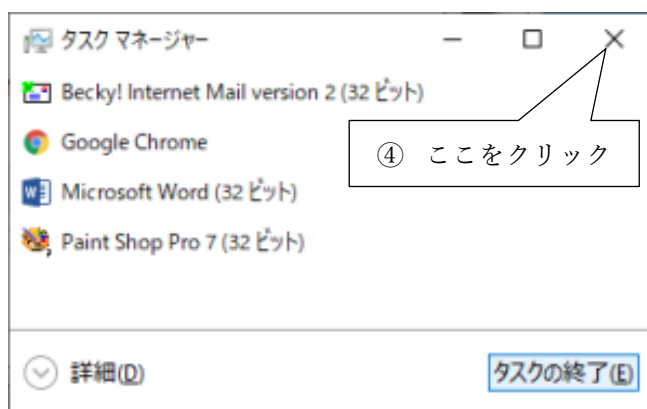 タスク マネージャー
Becky! Internet Mail version 2 (32 ビット)
Google Chrome
④ ここをクリック
Microsoft Word (32 ビット)
Paint Shop Pro 7 (32 ビット)
詳細(D)
タスクの終了(E)